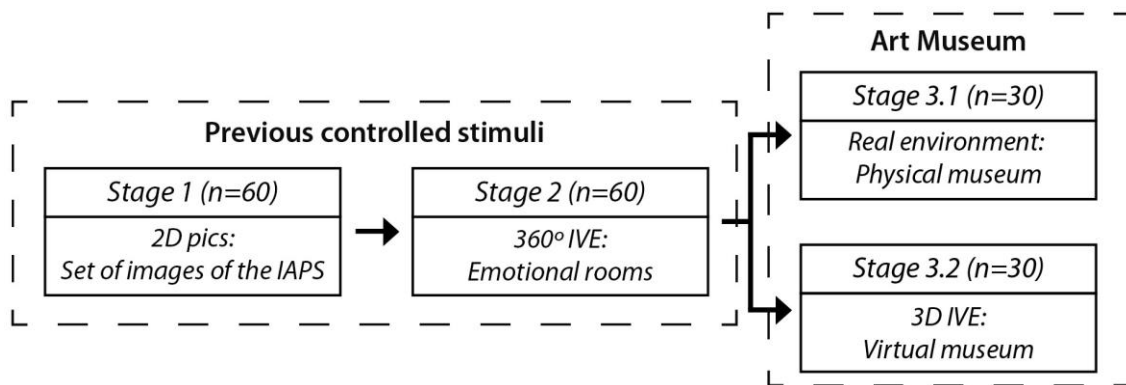 Previous controlled stimuli
Stage 1 (n=60)
2D pics:
Set of images of the IAPS
Stage 2 (n=60)
360º IVE:
Emotional rooms
Art Museum
Stage 3.1 (n=30)
Real environment:
Physical museum
Stage 3.2 (n=30)
3D IVE:
Virtual museum